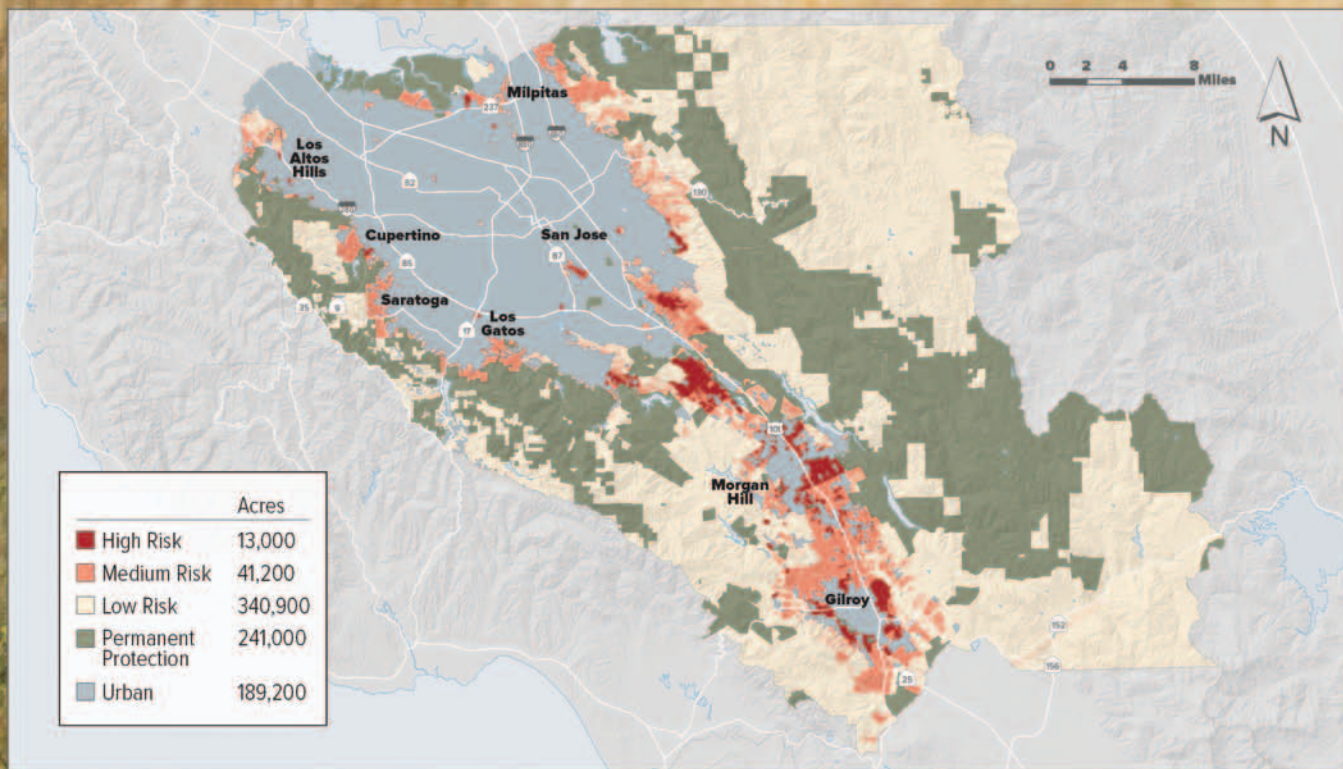 0 2 4 8
Miles
N
Milpitas
237
Los
Altos
Hills
82
130
Cupertino
San Jose
87
85
Saratoga
35
9
Los
Gatos
17
101
Morgan
Hill
Gilroy
152
156
25
Acres
High Risk 13,000
Medium Risk 41,200
Low Risk 340,900
Permanent
Protection 241,000
Urban 189,200